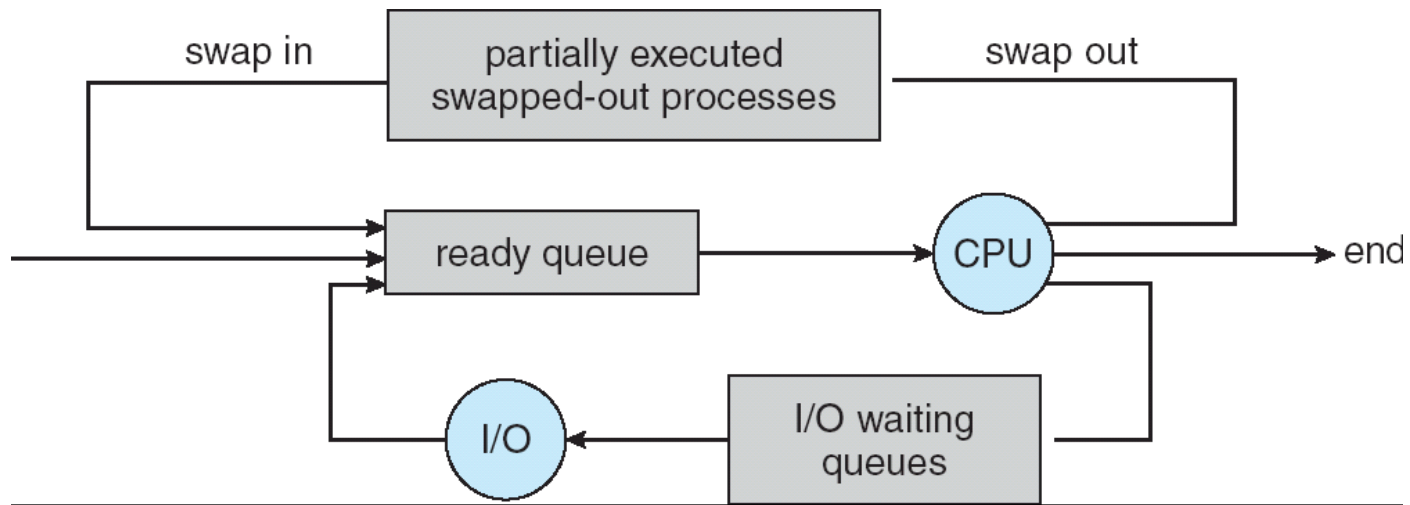 swap in
partially executed
swapped-out processes
swap out
ready queue
CPU
end
I/O
I/O waiting
queues